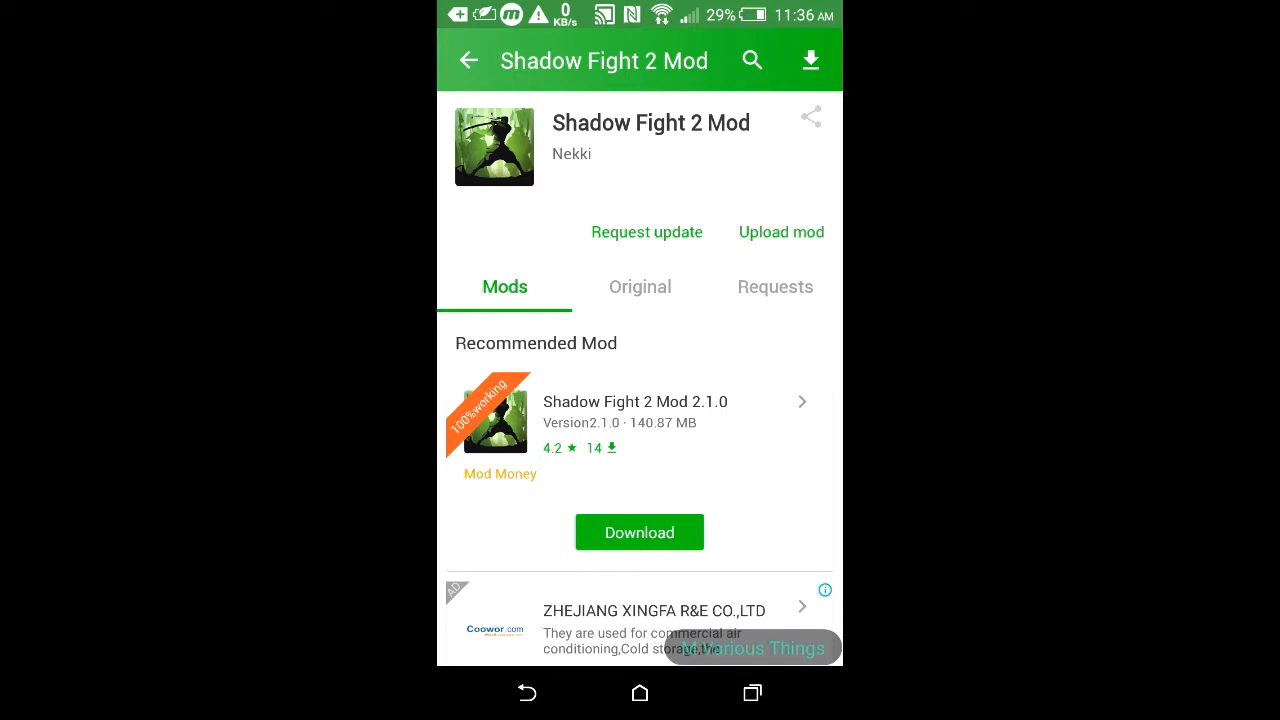 0
KB/s
29%
11:36 AM
Shadow Fight 2 Mod
Shadow Fight 2 Mod
Nekki
Request update
Upload mod
Mods
Original
Requests
Recommended Mod
100%working
Shadow Fight 2 Mod 2.1.0
Version2.1.0 · 140.87 MB
4.2 ★ 14
Mod Money
Download
AD
ZHEJIANG XINGFA R&E CO.,LTD
Coowor.com
They are used for commercial air
conditioning,Cold storage,the
M Various Things